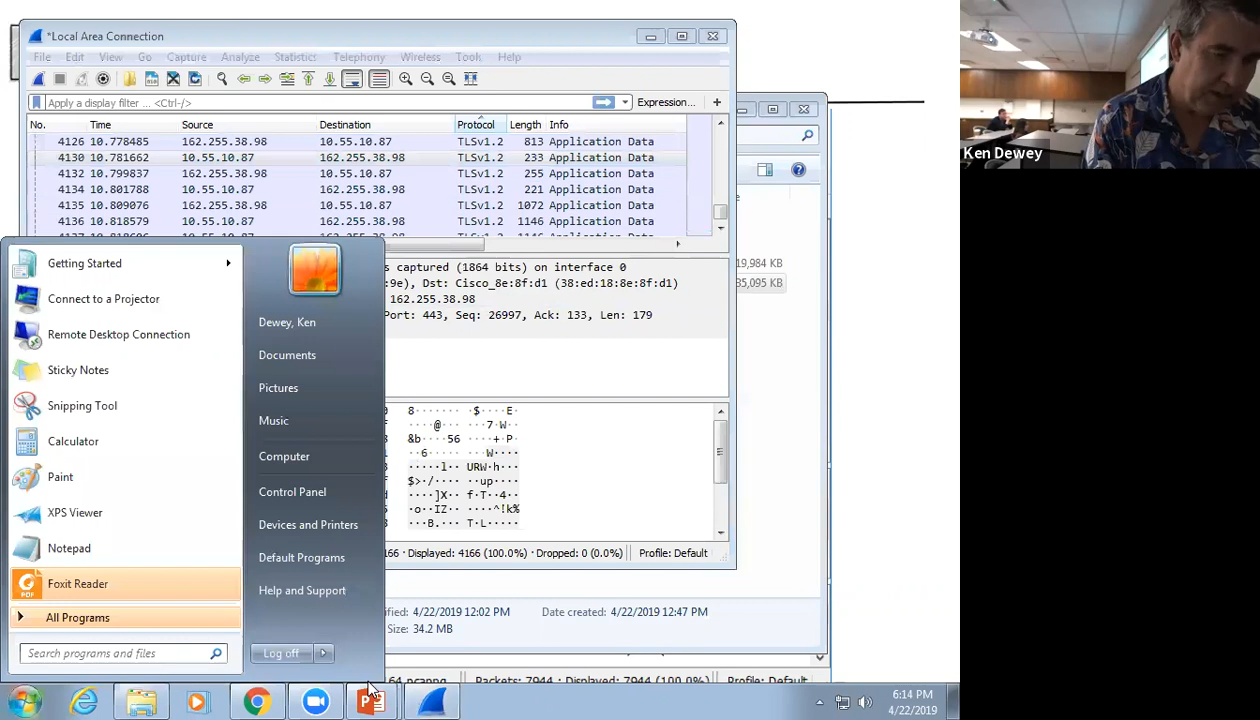 *Local Area Connection
File Edit View Go Capture Analyze Statistics Telephony Wireless Tools Help
Apply a display filter ... <Ctrl-/>
Expression... +
No. Time Source Destination Protocol Length Info
4126 10.778485 162.255.38.98 10.55.10.87 TLSv1.2 813 Application Data
4130 10.781662 10.55.10.87 162.255.38.98 TLSv1.2 233 Application Data
4132 10.799837 162.255.38.98 10.55.10.87 TLSv1.2 255 Application Data
4134 10.801788 10.55.10.87 162.255.38.98 TLSv1.2 221 Application Data
4135 10.809076 162.255.38.98 10.55.10.87 TLSv1.2 1072 Application Data
4136 10.818579 10.55.10.87 162.255.38.98 TLSv1.2 1146 Application Data
s captured (1864 bits) on interface 0
:9e), Dst: Cisco_8e:8f:d1 (38:ed:18:8e:8f:d1)
162.255.38.98
Port: 443, Seq: 26997, Ack: 133, Len: 179
8······· ·$····E·
····@··· ····7·W
&b····56 ····+·P·
··6····· ····W···
·····l·· URW·h···
$>·/···· ··up····
····]X·· f·T··4··
·o··IZ·· ····^!k%
···B.··· T·L·····
166 · Displayed: 4166 (100.0%) · Dropped: 0 (0.0%) Profile: Default
19,984 KB
35,095 KB
ified: 4/22/2019 12:02 PM Date created: 4/22/2019 12:47 PM
Size: 34.2 MB
64.pcapng Packets: 7944 · Displayed: 7944 (100.0%) Profile: Default
Getting Started
Connect to a Projector
Remote Desktop Connection
Sticky Notes
Snipping Tool
Calculator
Paint
XPS Viewer
Notepad
PDF
Foxit Reader
All Programs
Search programs and files
Dewey, Ken
Documents
Pictures
Music
Computer
Control Panel
Devices and Printers
Default Programs
Help and Support
Log off
6:14 PM
4/22/2019
Ken Dewey